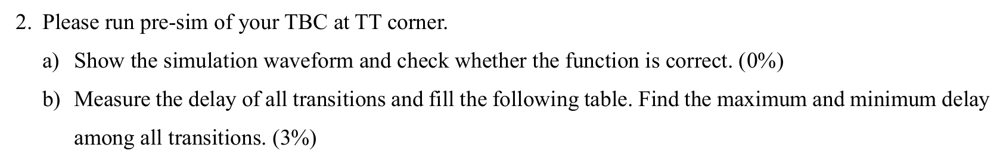 2. Please run pre-sim of your TBC at TT corner.
a) Show the simulation waveform and check whether the function is correct. (0%)
b) Measure the delay of all transitions and fill the following table. Find the maximum and minimum delay
among all transitions. (3%)